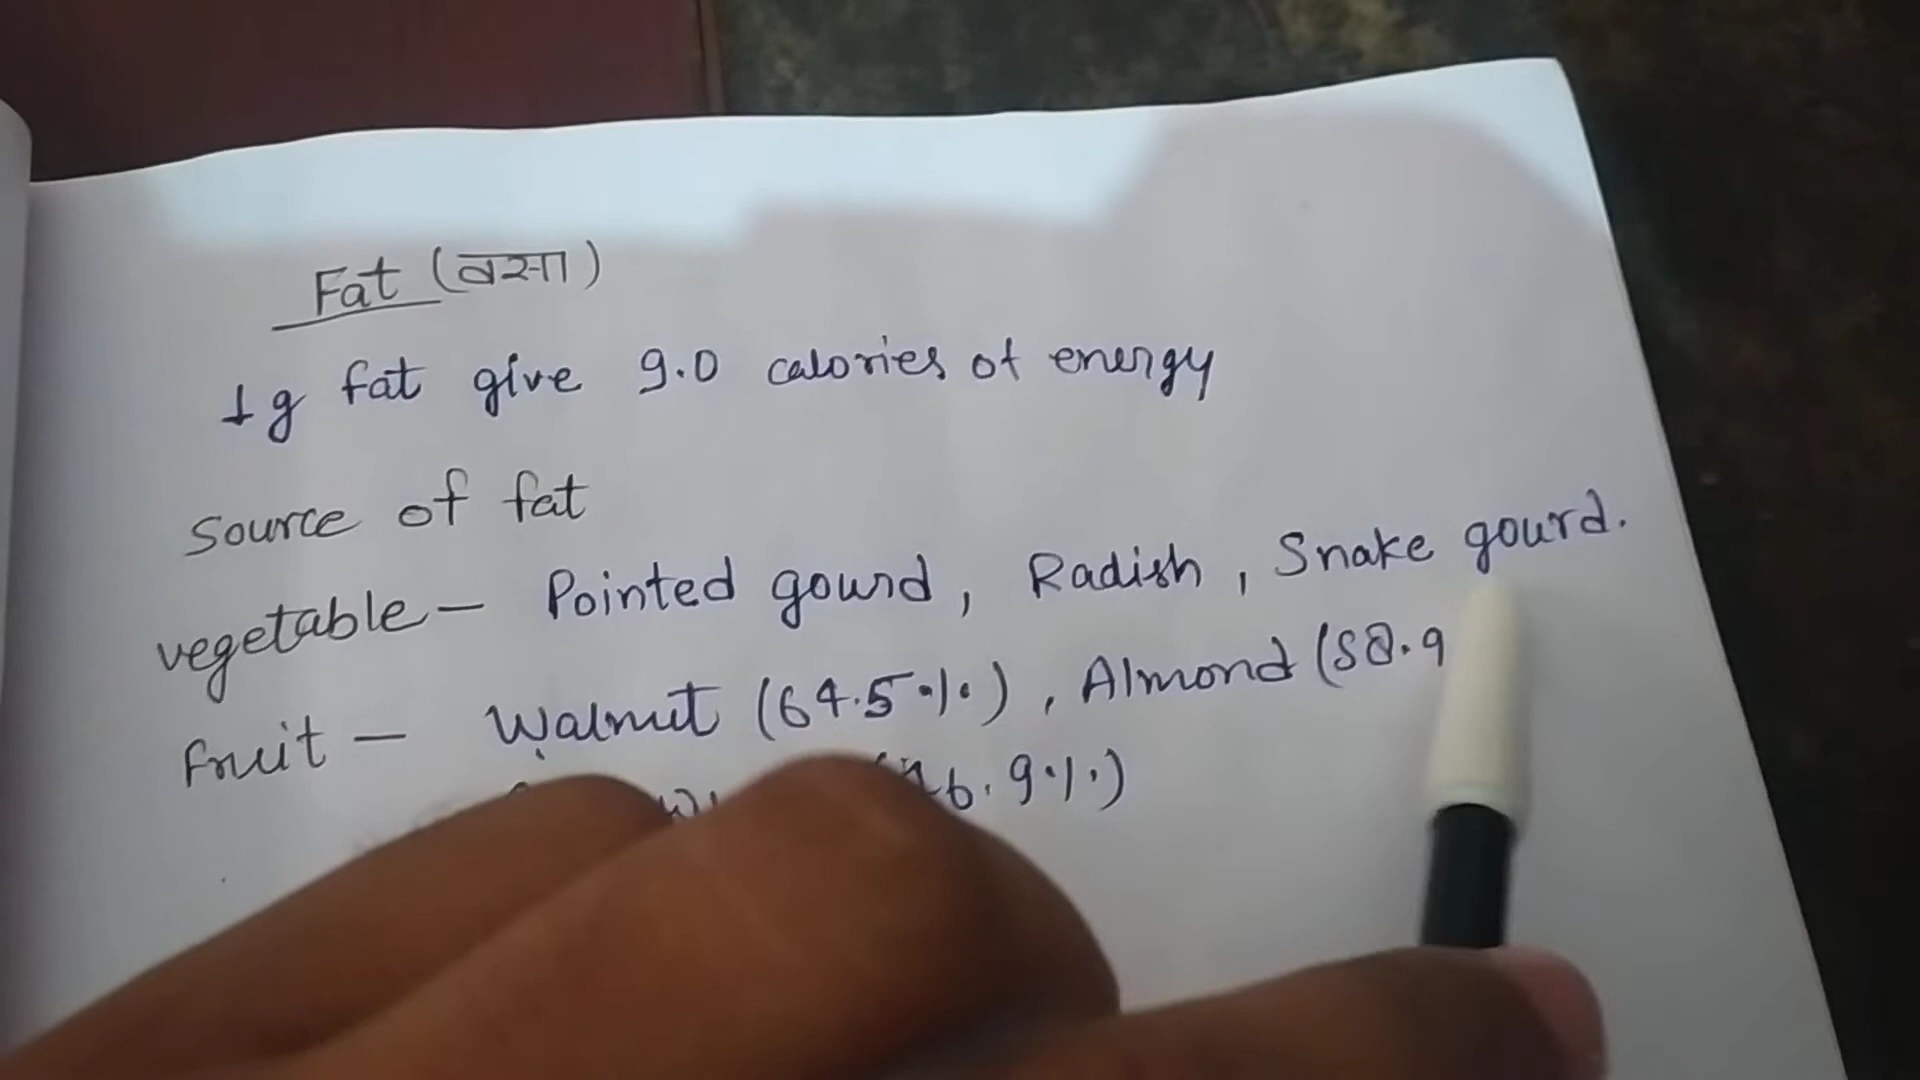 Fat (वसा)
1g fat give 9.0 calories of energy
Source of fat
vegetable - Pointed gourd, Radish, Snake gourd.
fruit - Walnut (64.5%), Almond (58.9
6.9%)